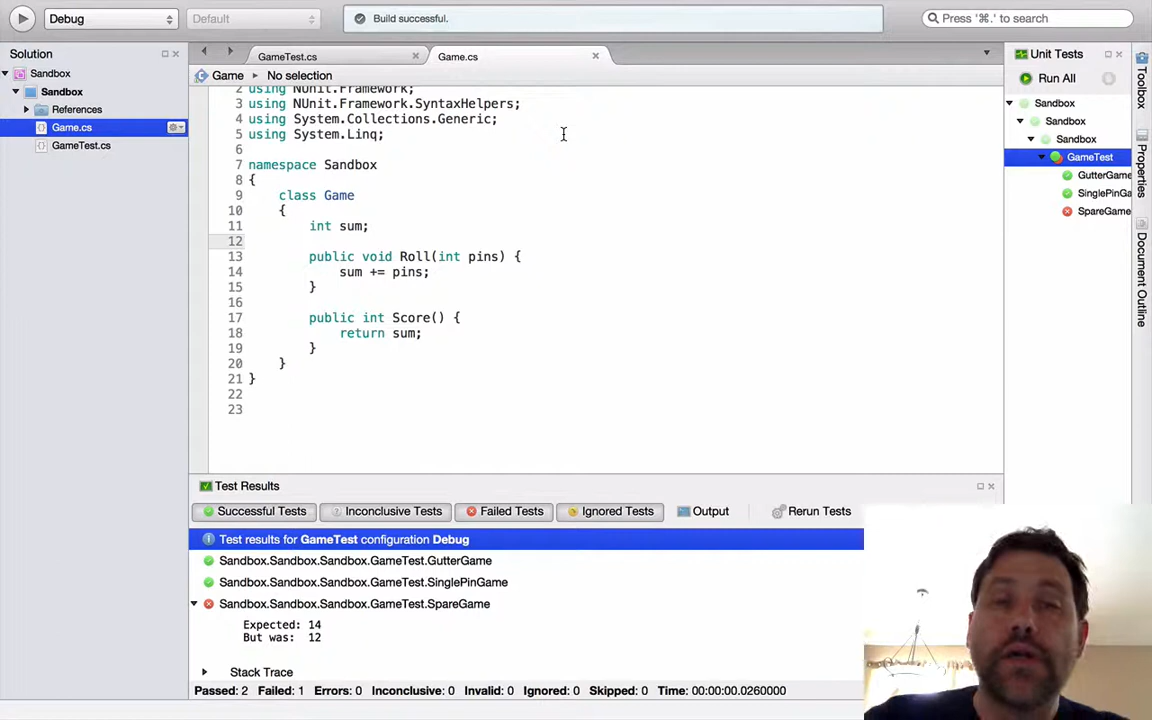 Debug
Default
Build successful.
Press '⌘.' to search
Solution
Sandbox
Sandbox
References
Game.cs
GameTest.cs
GameTest.cs
Game.cs
Game
No selection
2 using NUnit.Framework;
3 using NUnit.Framework.SyntaxHelpers;
4 using System.Collections.Generic;
5 using System.Linq;
6
7 namespace Sandbox
8 {
9 class Game
10 {
11 int sum;
12
13 public void Roll(int pins) {
14 sum += pins;
15 }
16
17 public int Score() {
18 return sum;
19 }
20 }
21 }
22
23
Unit Tests
Run All
Sandbox
Sandbox
Sandbox
GameTest
GutterGame
SinglePinGa
SpareGame
Toolbox
Properties
Document Outline
Test Results
Successful Tests
Inconclusive Tests
Failed Tests
Ignored Tests
Output
Rerun Tests
Test results for GameTest configuration Debug
Sandbox.Sandbox.Sandbox.GameTest.GutterGame
Sandbox.Sandbox.Sandbox.GameTest.SinglePinGame
Sandbox.Sandbox.Sandbox.GameTest.SpareGame
Expected: 14
But was: 12
Stack Trace
Passed: 2 Failed: 1 Errors: 0 Inconclusive: 0 Invalid: 0 Ignored: 0 Skipped: 0 Time: 00:00:00.0260000